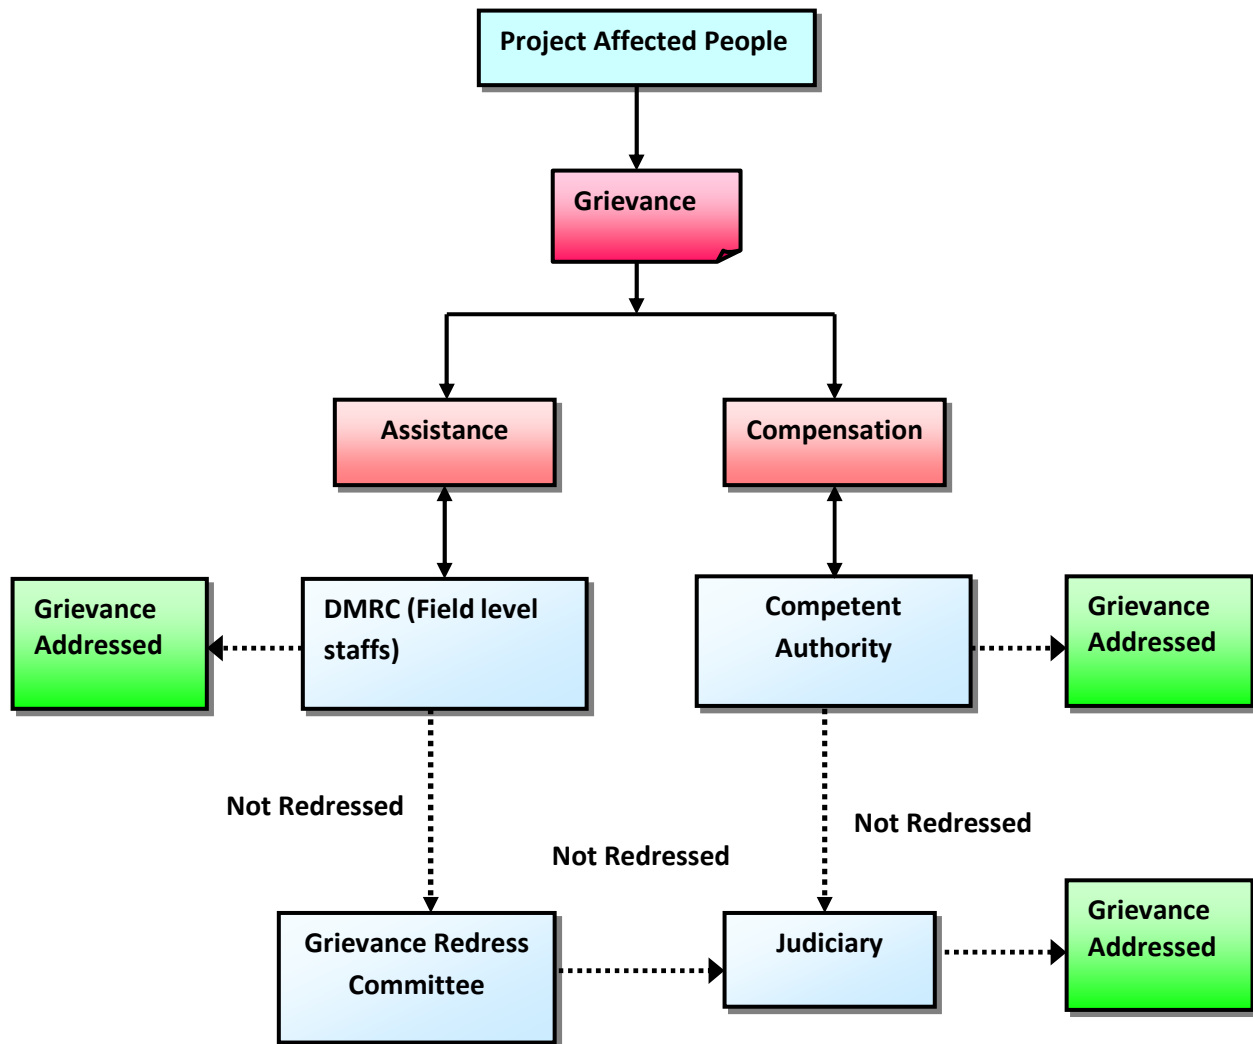 Project Affected People
Grievance
Assistance
Compensation
Grievance
Addressed
DMRC (Field level
staffs)
Competent
Authority
Grievance
Addressed
Not Redressed
Not Redressed
Not Redressed
Grievance Redress
Committee
Judiciary
Grievance
Addressed